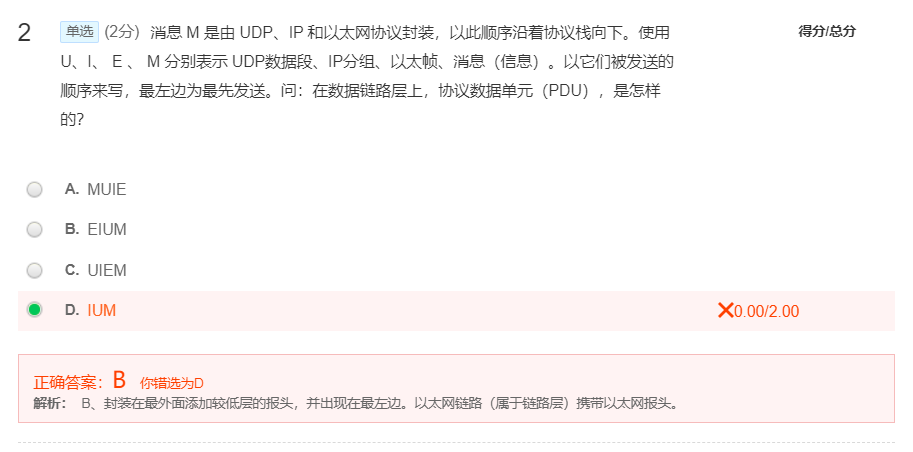 2 单选 (2分) 消息 M 是由 UDP、IP 和以太网协议封装，以此顺序沿着协议栈向下。使用 得分/总分
U、I、 E 、 M 分别表示 UDP数据段、IP分组、以太帧、消息（信息）。以它们被发送的
顺序来写，最左边为最先发送。问：在数据链路层上，协议数据单元（PDU），是怎样
的？
A. MUIE
B. EIUM
C. UIEM
D. IUM ❌0.00/2.00
正确答案：B 你错选为D
解析： B、封装在最外面添加较低层的报头，并出现在最左边。以太网链路（属于链路层）携带以太网报头。